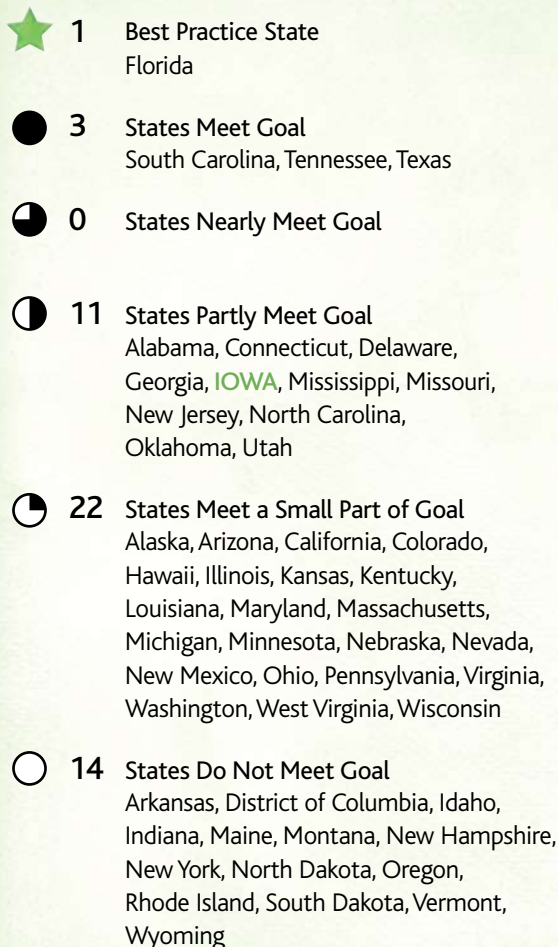 1 Best Practice State
Florida
3 States Meet Goal
South Carolina, Tennessee, Texas
0 States Nearly Meet Goal
11 States Partly Meet Goal
Alabama, Connecticut, Delaware,
Georgia, IOWA, Mississippi, Missouri,
New Jersey, North Carolina,
Oklahoma, Utah
22 States Meet a Small Part of Goal
Alaska, Arizona, California, Colorado,
Hawaii, Illinois, Kansas, Kentucky,
Louisiana, Maryland, Massachusetts,
Michigan, Minnesota, Nebraska, Nevada,
New Mexico, Ohio, Pennsylvania, Virginia,
Washington, West Virginia, Wisconsin
14 States Do Not Meet Goal
Arkansas, District of Columbia, Idaho,
Indiana, Maine, Montana, New Hampshire,
New York, North Dakota, Oregon,
Rhode Island, South Dakota, Vermont,
Wyoming